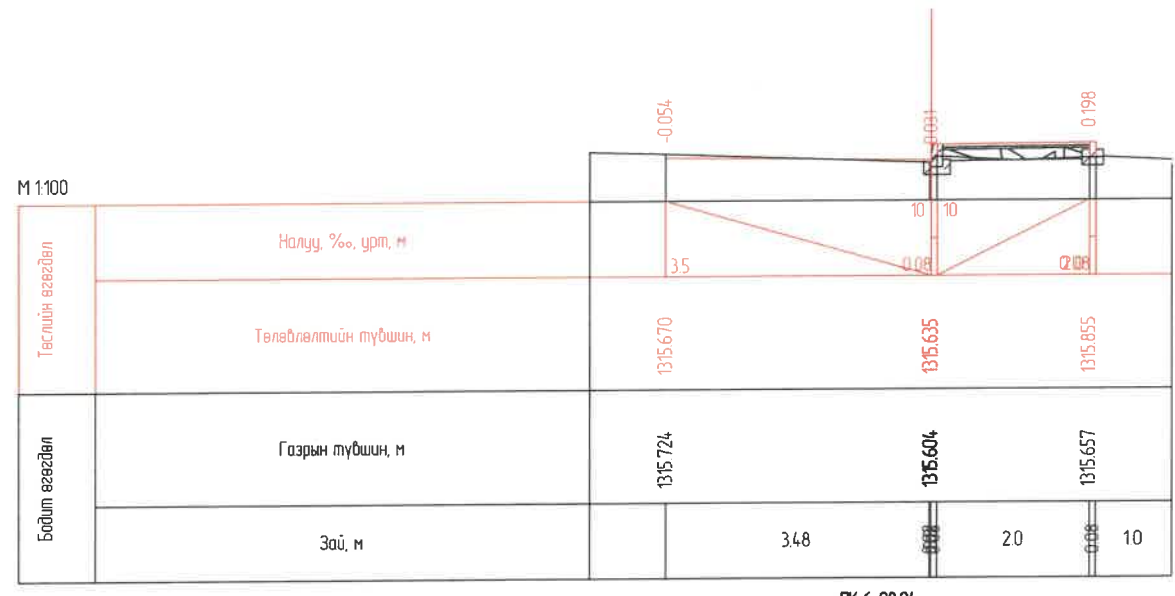 -0.054
0.031
0.198
М 1:100
Төслийн өгөгдөл
Налуу, ‰, урт, м
10 10
3.5
0.08
Төлөвлөлтийн түвшин, м
1315.670
1315.635
1315.855
Бодит өгөгдөл
Газрын түвшин, м
1315.724
1315.604
1315.657
Зай, м
3.48
2.0
0.08
1.0